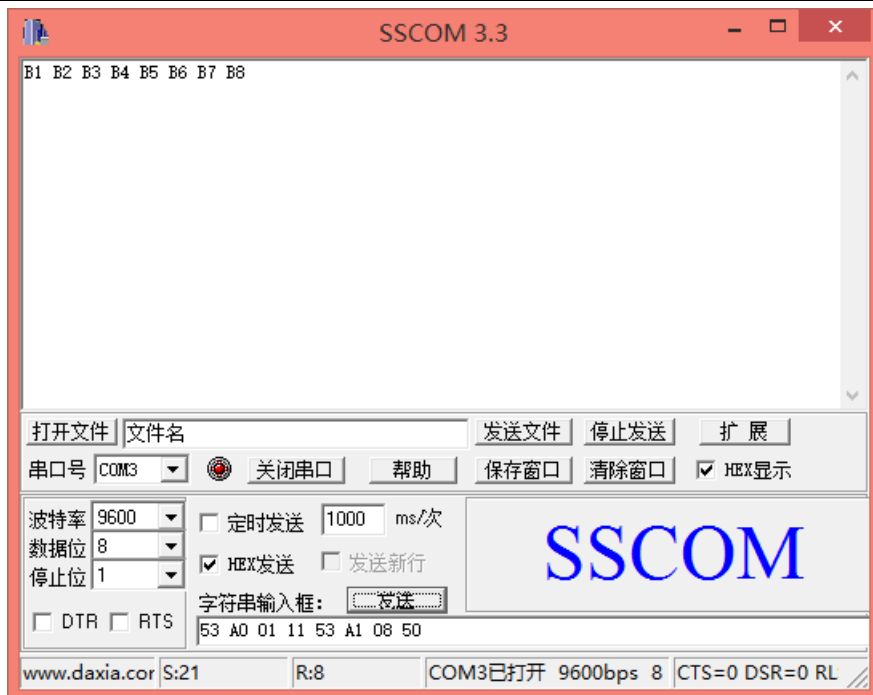 SSCOM 3.3
B1 B2 B3 B4 B5 B6 B7 B8
打开文件 文件名 发送文件 停止发送 扩 展
串口号 COM3 关闭串口 帮助 保存窗口 清除窗口 HEX显示
波特率 9600 定时发送 1000 ms/次
数据位 8
HEX发送 发送新行
停止位 1
SSCOM
字符串输入框: 发送
DTR RTS
53 A0 01 11 53 A1 08 50
www.daxia.cor S:21 R:8 COM3已打开 9600bps 8 CTS=0 DSR=0 RL